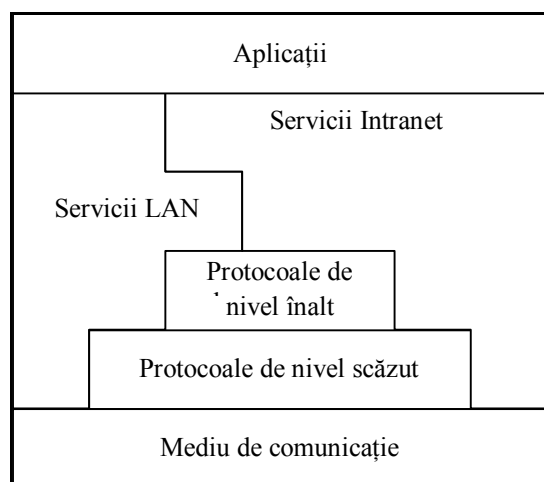 Aplicații
Servicii Intranet
Servicii LAN
Protocoale de
nivel înalt
Protocoale de nivel scăzut
Mediu de comunicație